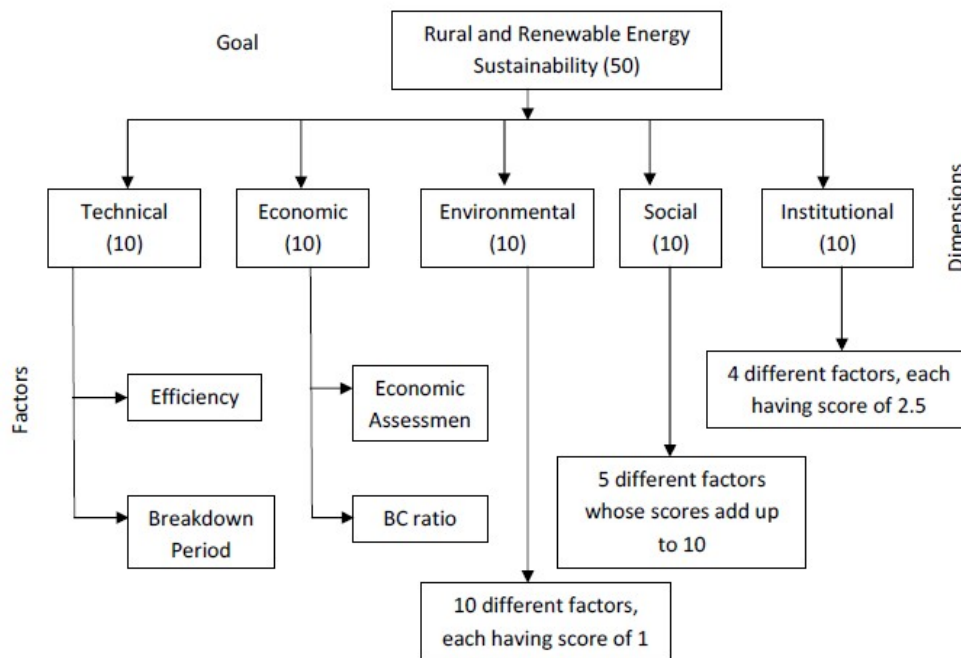 Goal
Rural and Renewable Energy
Sustainability (50)
Technical
(10)
Economic
(10)
Environmental
(10)
Social
(10)
Institutional
(10)
Dimensions
Factors
Efficiency
Economic
Assessmen
4 different factors, each
having score of 2.5
Breakdown
Period
BC ratio
5 different factors
whose scores add up
to 10
10 different factors,
each having score of 1